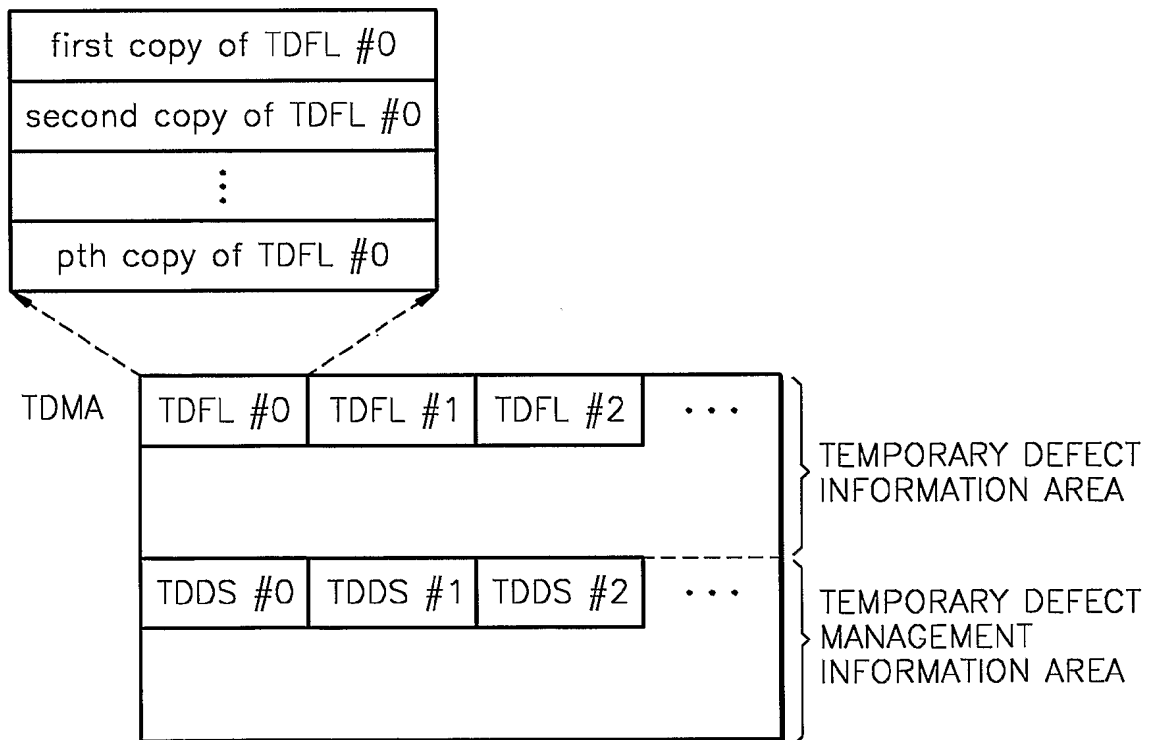 first copy of TDFL #0
second copy of TDFL #0
⋮
pth copy of TDFL #0
TDMA
TDFL #0 TDFL #1 TDFL #2 ...
TEMPORARY DEFECT
INFORMATION AREA
TDDS #0 TDDS #1 TDDS #2 ...
TEMPORARY DEFECT
MANAGEMENT
INFORMATION AREA